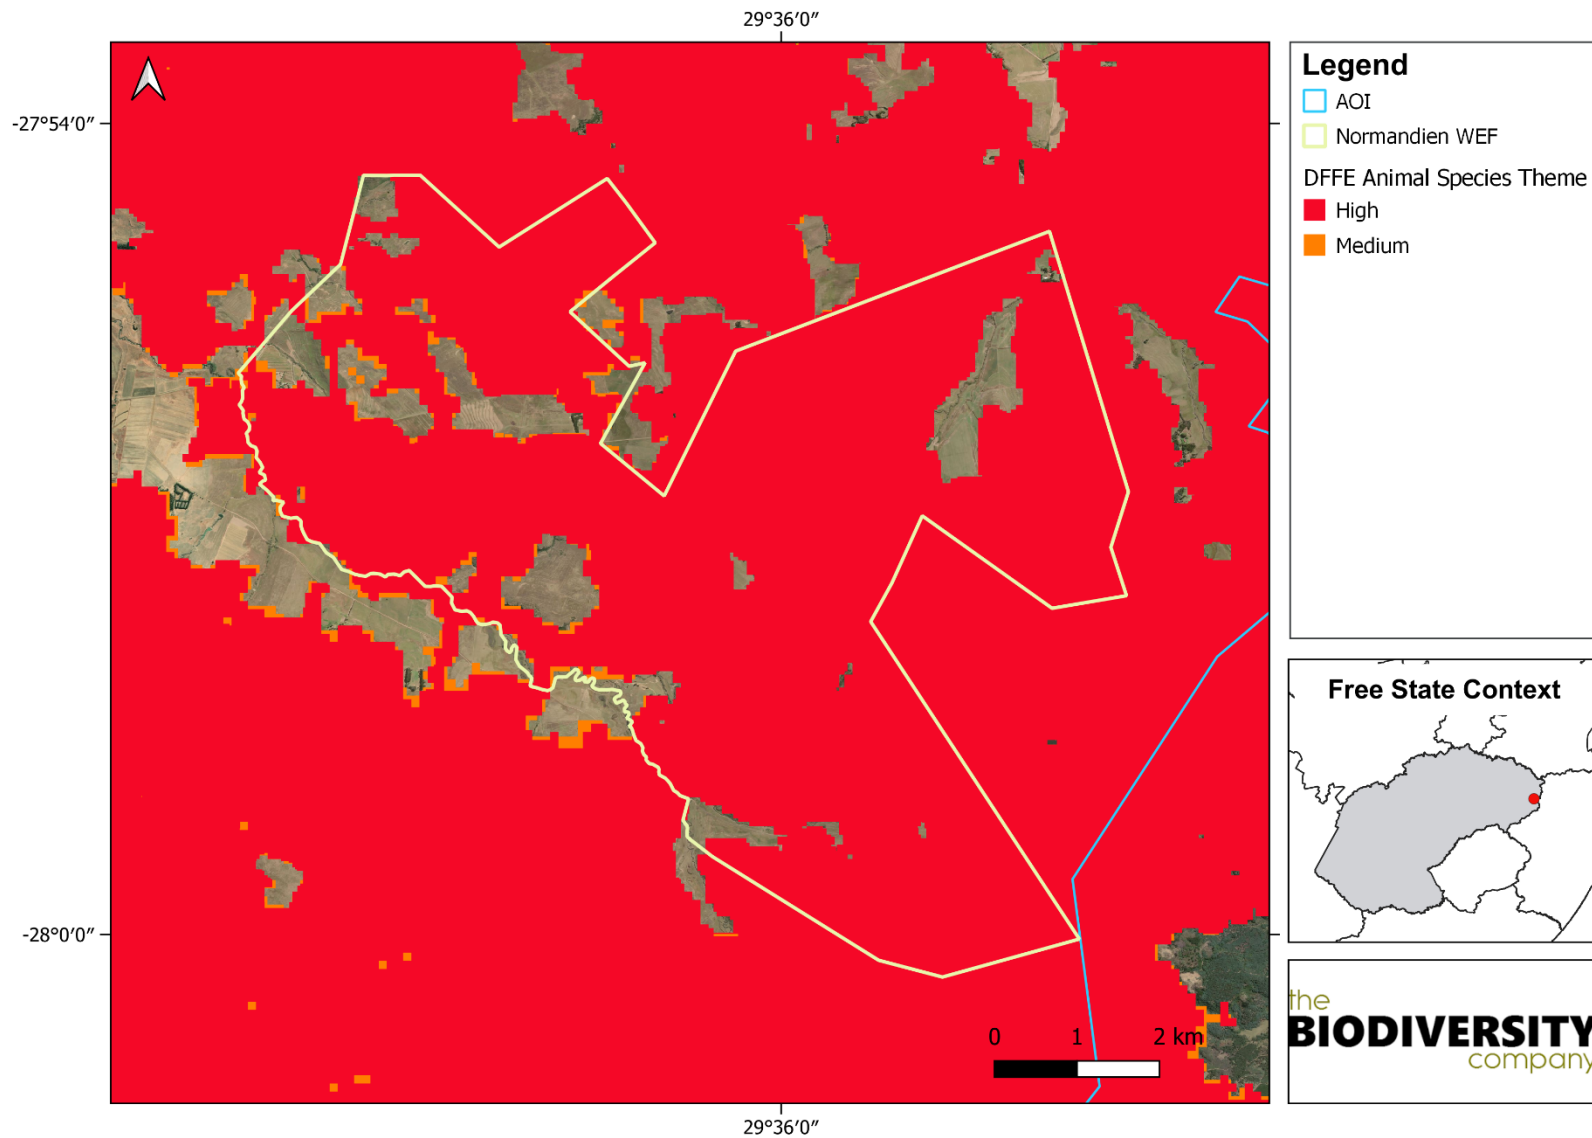 29°36'0"
-27°54'0"
-28°0'0"
0 1 2 km
29°36'0"
Legend
AOI
Normandien WEF
DFFE Animal Species Theme
High
Medium
Free State Context
the
BIODIVERSITY
company